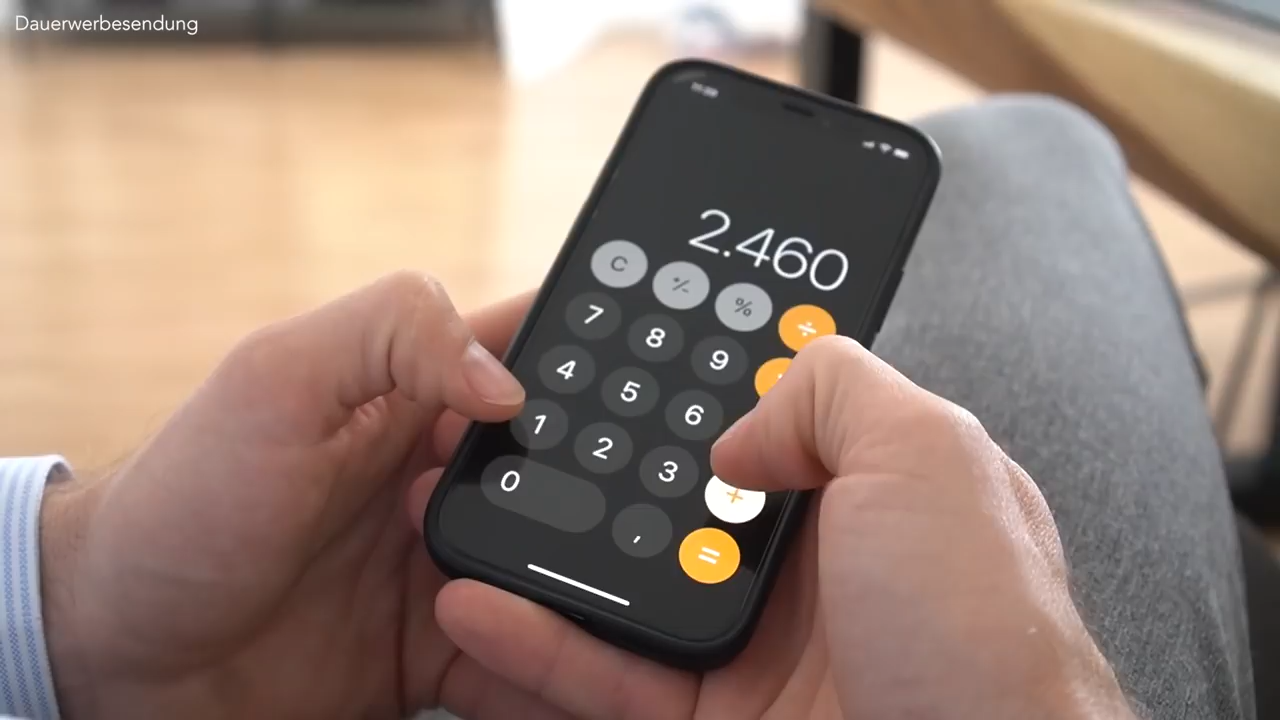 Dauerwerbesendung
2.460
C +/- % ÷
7 8 9
4 5 6
1 2 3 +
0 , =